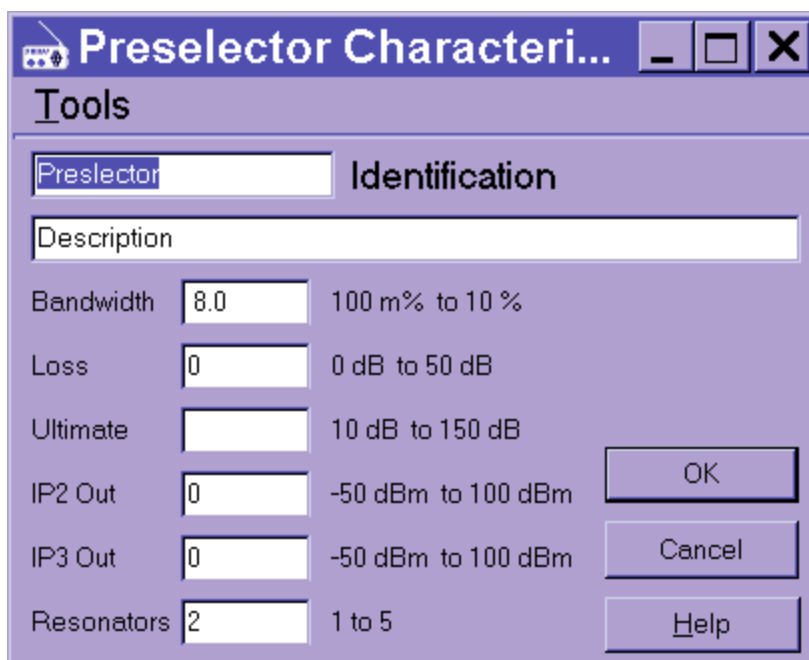 Preselector Characteri...
Tools
Preslector Identification
Description
Bandwidth 8.0 100 m% to 10 %
Loss 0 0 dB to 50 dB
Ultimate 10 dB to 150 dB
OK
IP2 Out 0 -50 dBm to 100 dBm
IP3 Out 0 -50 dBm to 100 dBm
Cancel
Resonators 2 1 to 5
Help